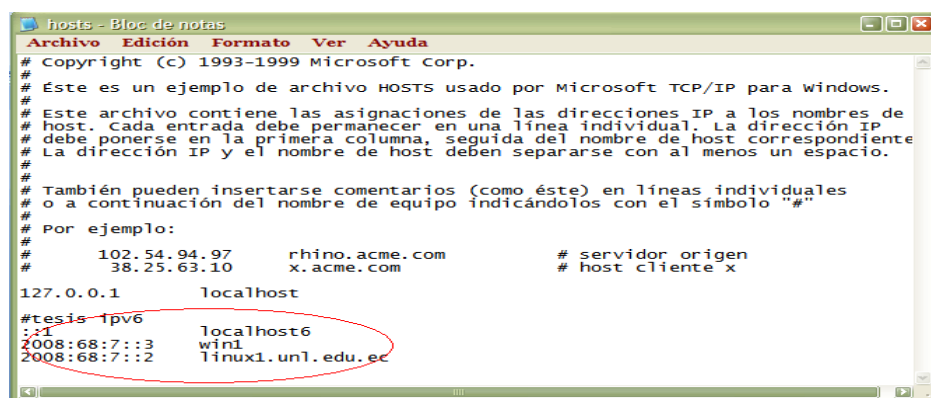 hosts - Bloc de notas
Archivo Edición Formato Ver Ayuda
# Copyright (c) 1993-1999 Microsoft Corp.
#
# Éste es un ejemplo de archivo HOSTS usado por Microsoft TCP/IP para Windows.
#
# Este archivo contiene las asignaciones de las direcciones IP a los nombres de
# host. Cada entrada debe permanecer en una línea individual. La dirección IP
# debe ponerse en la primera columna, seguida del nombre de host correspondiente
# La dirección IP y el nombre de host deben separarse con al menos un espacio.
#
#
# También pueden insertarse comentarios (como éste) en líneas individuales
# o a continuación del nombre de equipo indicándolos con el símbolo "#"
#
# Por ejemplo:
#
# 102.54.94.97 rhino.acme.com # servidor origen
# 38.25.63.10 x.acme.com # host cliente x
127.0.0.1 localhost
#tesis ipv6
::1 localhost6
2008:68:7::3 win1
2008:68:7::2 linux1.unl.edu.ec